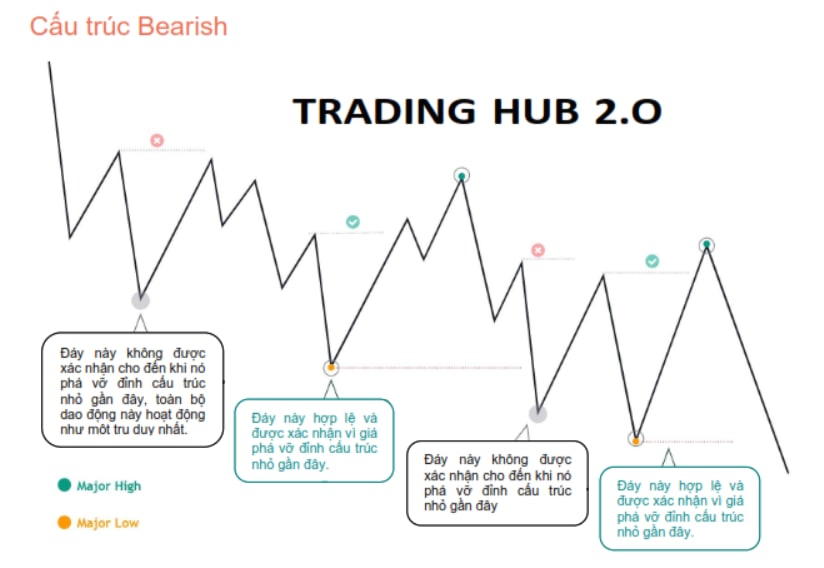 Cấu trúc Bearish
TRADING HUB 2.O
Đáy này không được
xác nhận cho đến khi nó
phá vỡ đỉnh cấu trúc
nhỏ gần đây, toàn bộ
dao động này hoạt động
như một tru duy nhất.
Đáy này hợp lệ và
được xác nhận vì giá
phá vỡ đỉnh cấu trúc
nhỏ gần đây.
Đáy này không được
xác nhận cho đến khi nó
phá vỡ đỉnh cấu trúc
nhỏ gần đây
Đáy này hợp lệ và
được xác nhận vì giá
phá vỡ đỉnh cấu trúc
nhỏ gần đây.
Major High
Major Low